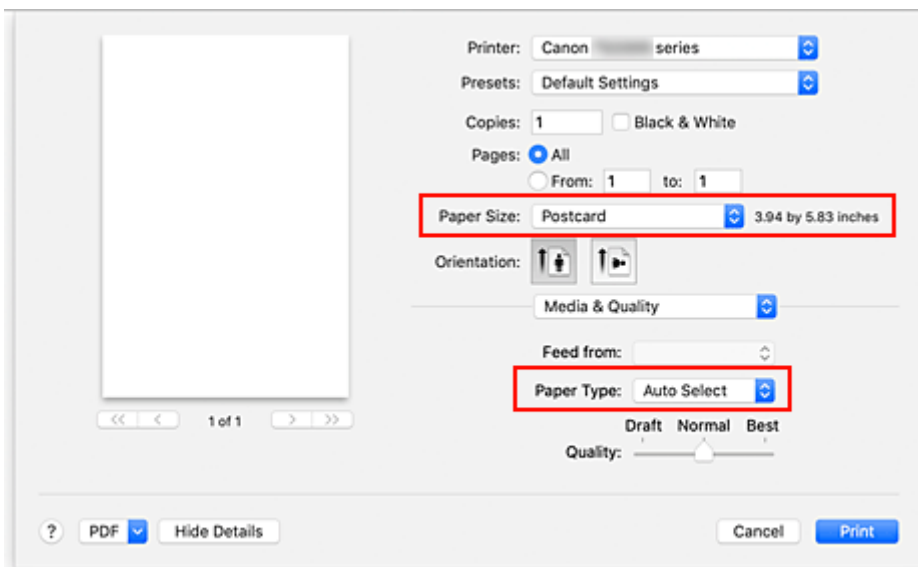 Printer: Canon series
Presets: Default Settings
Copies: 1 Black & White
Pages: All
From: 1 to: 1
Paper Size: Postcard 3.94 by 5.83 inches
Orientation:
Media & Quality
Feed from:
Paper Type: Auto Select
Draft Normal Best
Quality:
<< < 1 of 1 > >>
? PDF Hide Details Cancel Print